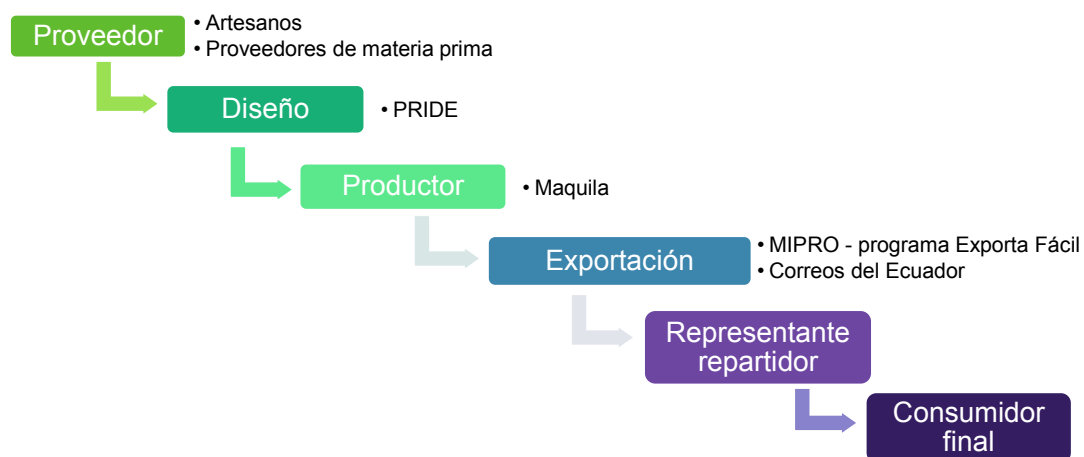 Proveedor
• Artesanos
• Proveedores de materia prima
Diseño
• PRIDE
Productor
• Maquila
Exportación
• MIPRO - programa Exporta Fácil
• Correos del Ecuador
Representante
repartidor
Consumidor
final